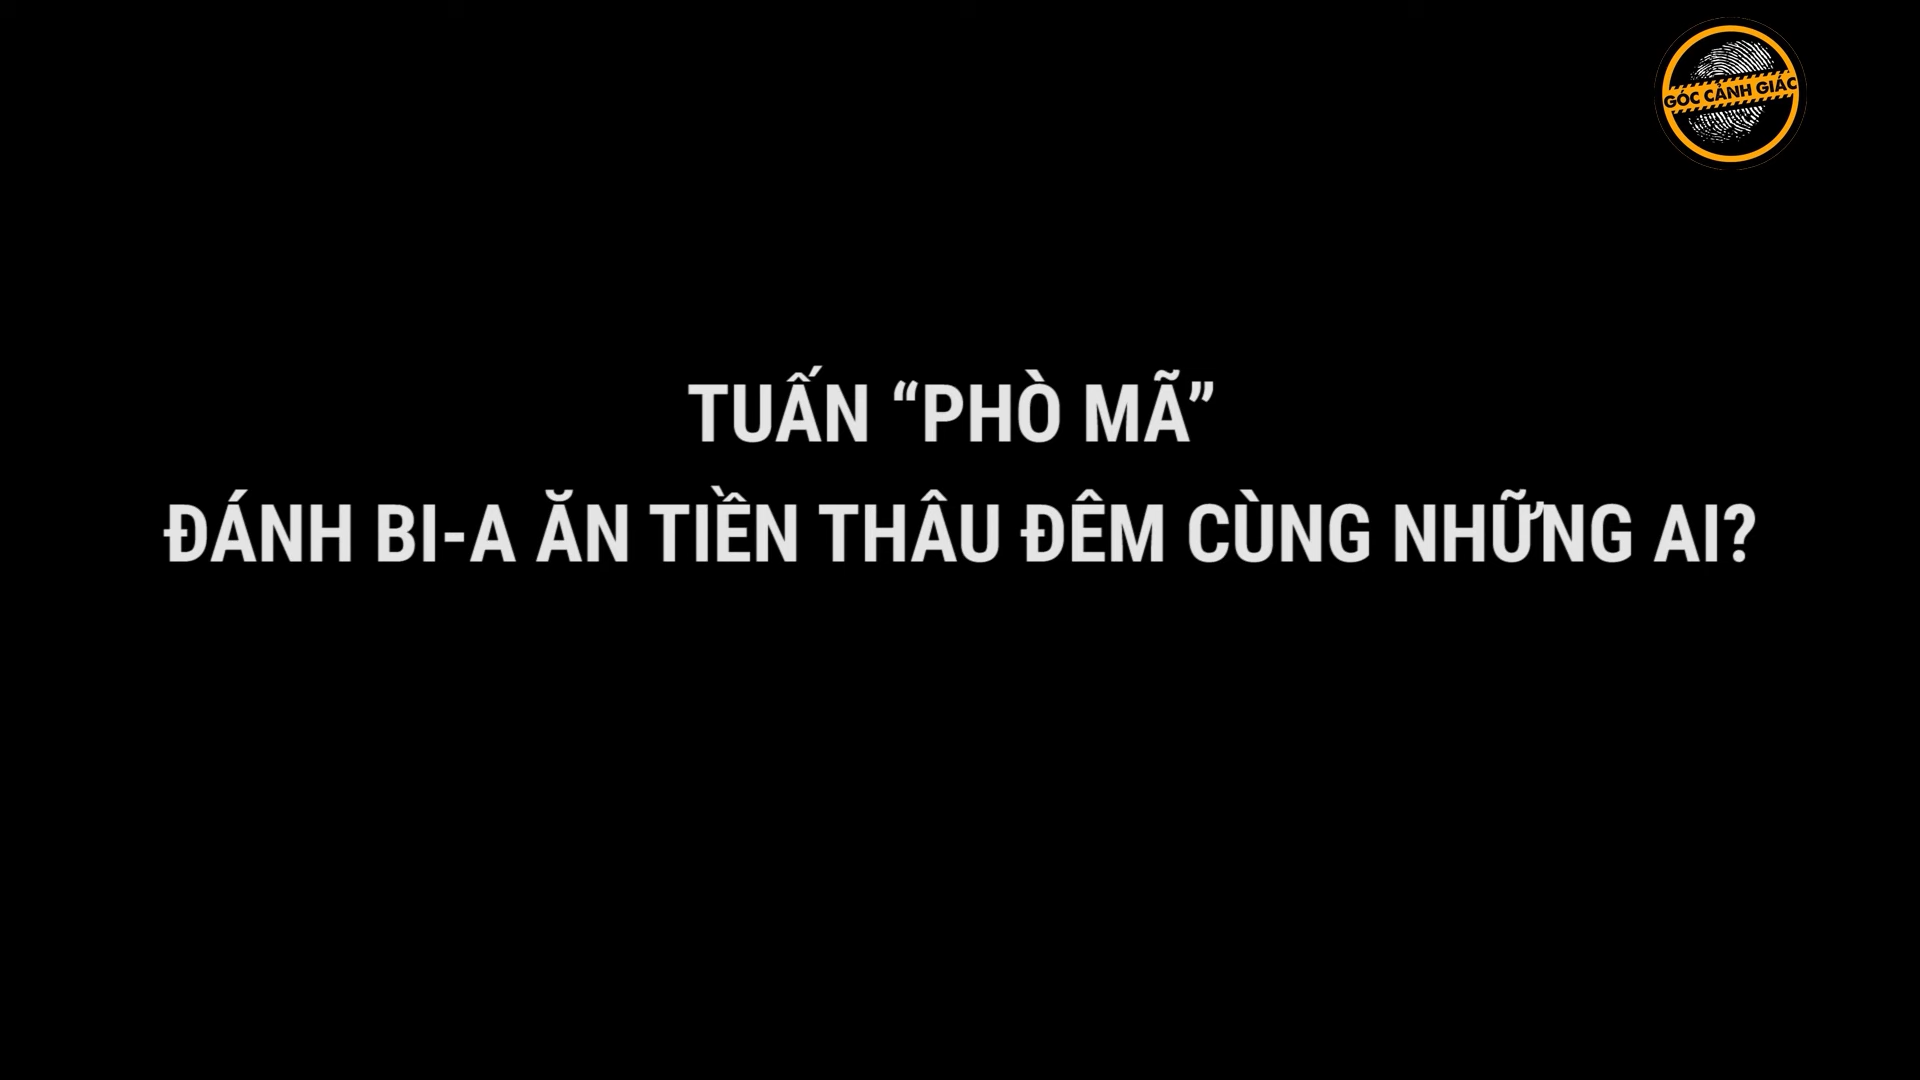 GÓC CẢNH GIÁC
TUẤN “PHÒ MÃ”
ĐÁNH BI-A ĂN TIỀN THÂU ĐÊM CÙNG NHỮNG AI?